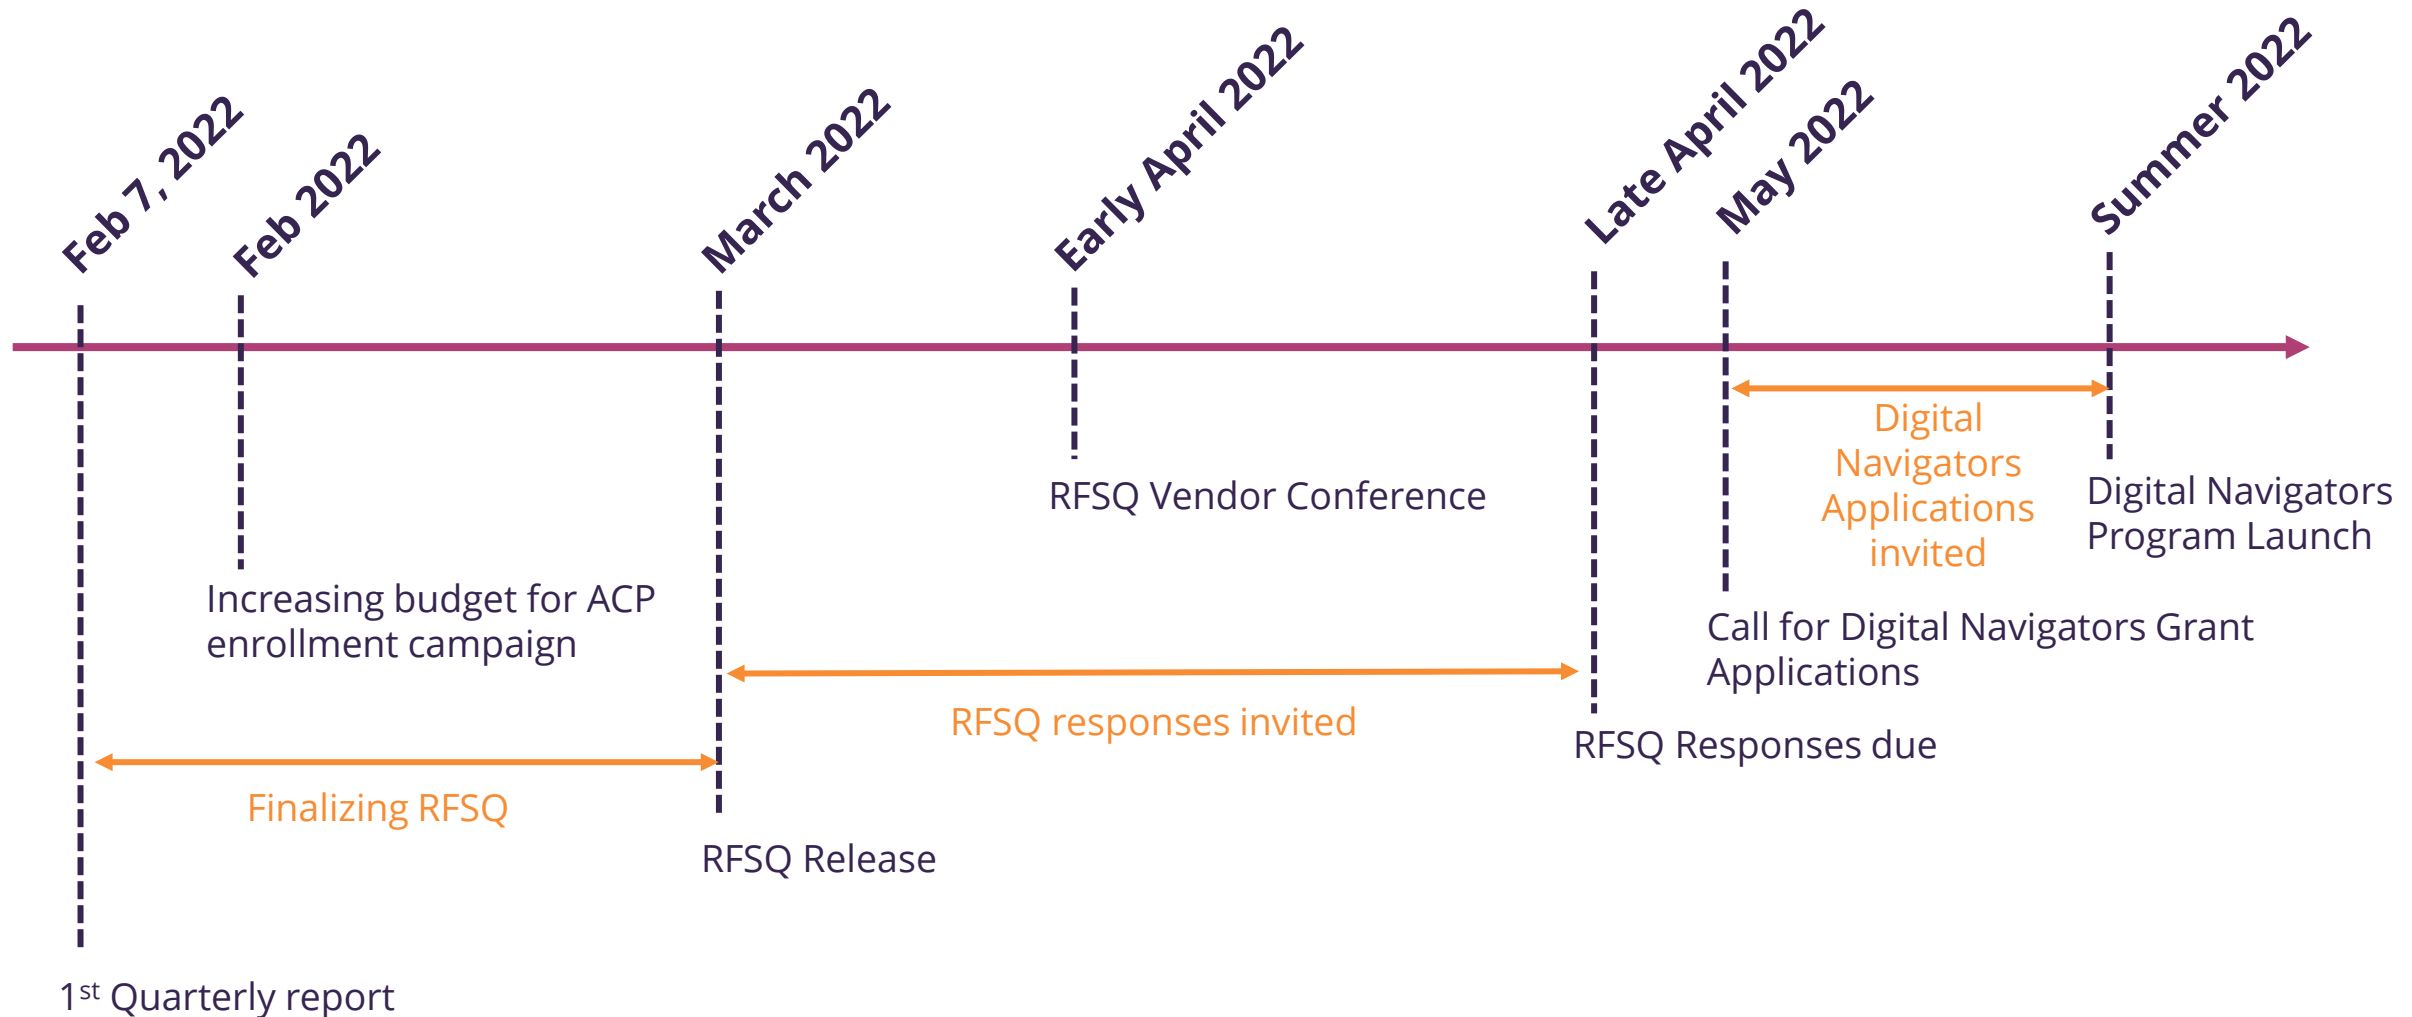 Feb 7, 2022
Feb 2022
March 2022
Early April 2022
Late April 2022
May 2022
Summer 2022
Digital
Navigators
Applications
invited
RFSQ Vendor Conference
Digital Navigators
Program Launch
Increasing budget for ACP
enrollment campaign
Call for Digital Navigators Grant
Applications
RFSQ responses invited
RFSQ Responses due
Finalizing RFSQ
RFSQ Release
1st Quarterly report